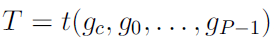 T = t(g_c, g_0, . . . , g_{P−1})